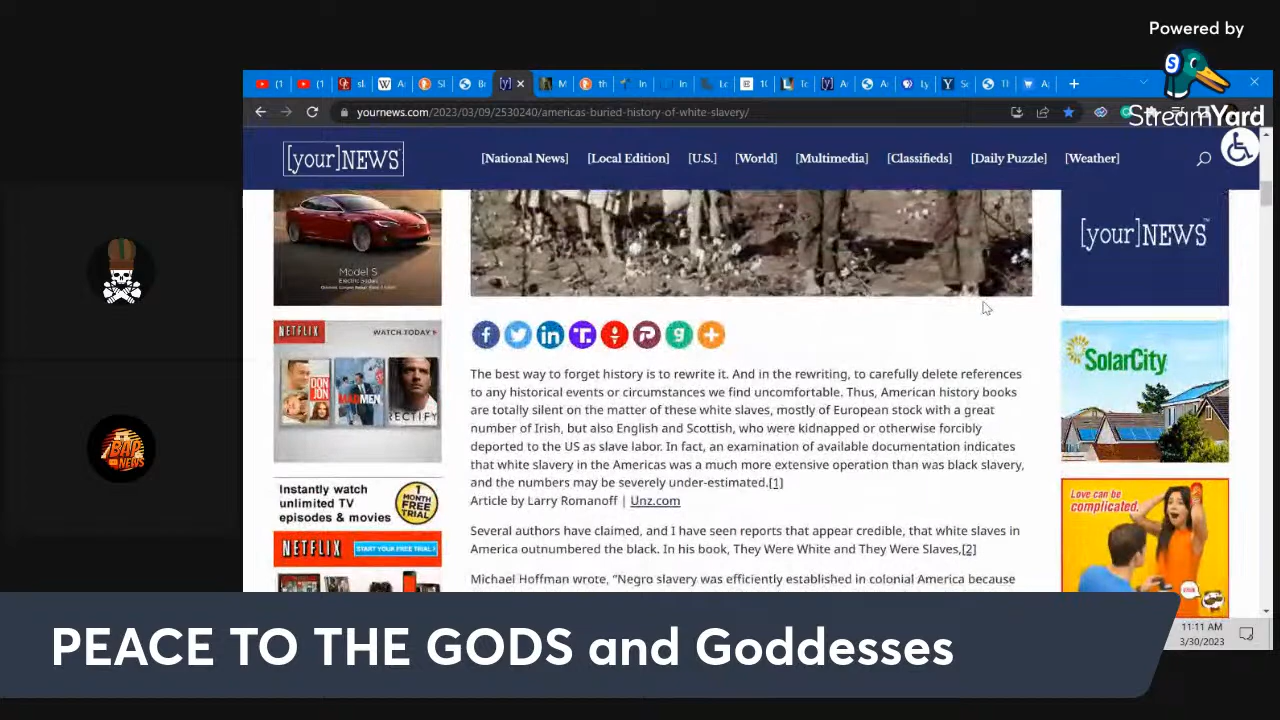 Powered by
StreamYard
yournews.com/2023/03/09/2530240/americas-buried-history-of-white-slavery/
[your]NEWS
[National News] [Local Edition] [U.S.] [World] [Multimedia] [Classifieds] [Daily Puzzle] [Weather]
Model S
NETFLIX WATCH TODAY
DON JON
MAD MEN
RECTIFY
Instantly watch
unlimited TV
episodes & movies
1 MONTH FREE TRIAL
NETFLIX START YOUR FREE TRIAL
The best way to forget history is to rewrite it. And in the rewriting, to carefully delete references
to any historical events or circumstances we find uncomfortable. Thus, American history books
are totally silent on the matter of these white slaves, mostly of European stock with a great
number of Irish, but also English and Scottish, who were kidnapped or otherwise forcibly
deported to the US as slave labor. In fact, an examination of available documentation indicates
that white slavery in the Americas was a much more extensive operation than was black slavery,
and the numbers may be severely under-estimated.[1]
Article by Larry Romanoff | Unz.com
Several authors have claimed, and I have seen reports that appear credible, that white slaves in
America outnumbered the black. In his book, They Were White and They Were Slaves,[2]
Michael Hoffman wrote, “Negro slavery was efficiently established in colonial America because
[your]NEWS
SolarCity
Love can be
complicated.
BAP
NEWS
11:11 AM
3/30/2023
PEACE TO THE GODS and Goddesses